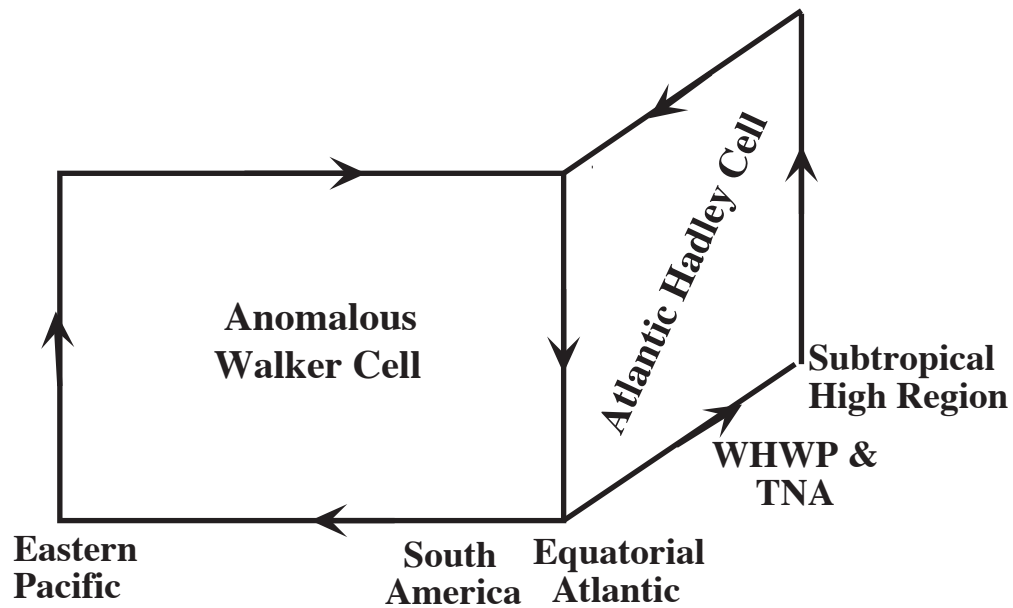 Atlantic Hadley Cell
Anomalous
Walker Cell
Subtropical
High Region
WHWP &
TNA
Eastern
Pacific
South
America
Equatorial
Atlantic